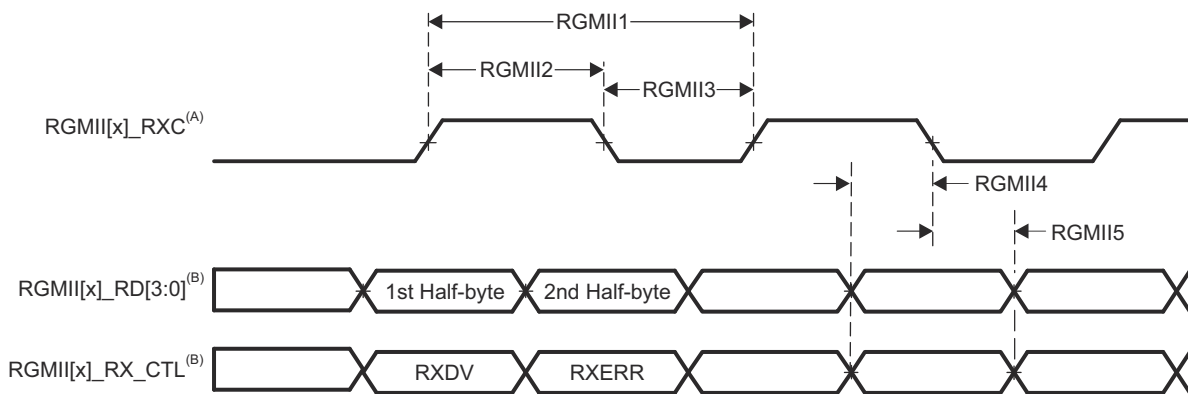 RGMII1
RGMII2
RGMII3
RGMII[x]_RXC(A)
RGMII4
RGMII5
RGMII[x]_RD[3:0](B)
1st Half-byte
2nd Half-byte
RGMII[x]_RX_CTL(B)
RXDV
RXERR